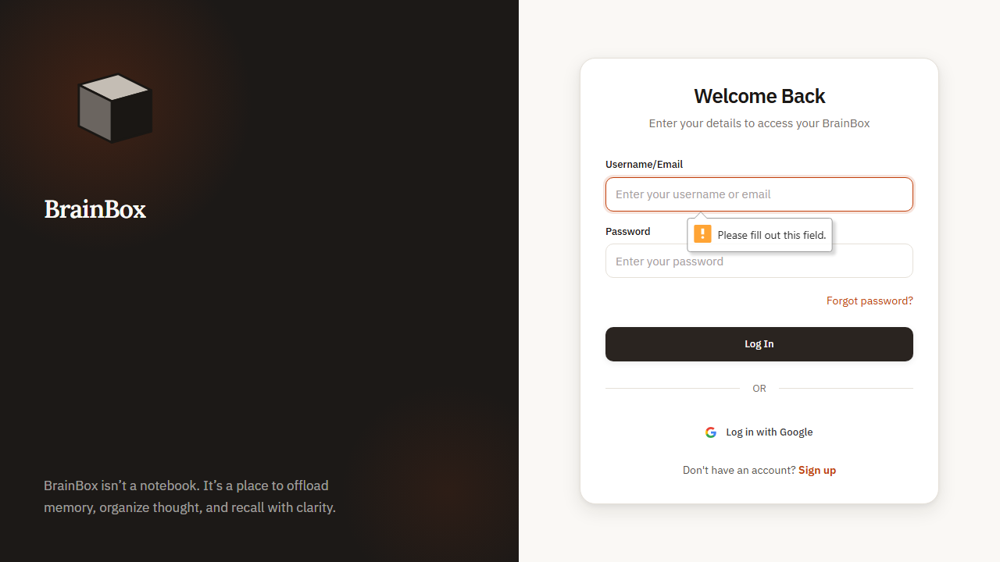 BrainBox
BrainBox isn’t a notebook. It’s a place to offload
memory, organize thought, and recall with clarity.
Welcome Back
Enter your details to access your BrainBox
Username/Email
Enter your username or email
Password
Please fill out this field.
Enter your password
Forgot password?
Log In
OR
Log in with Google
Don't have an account? Sign up